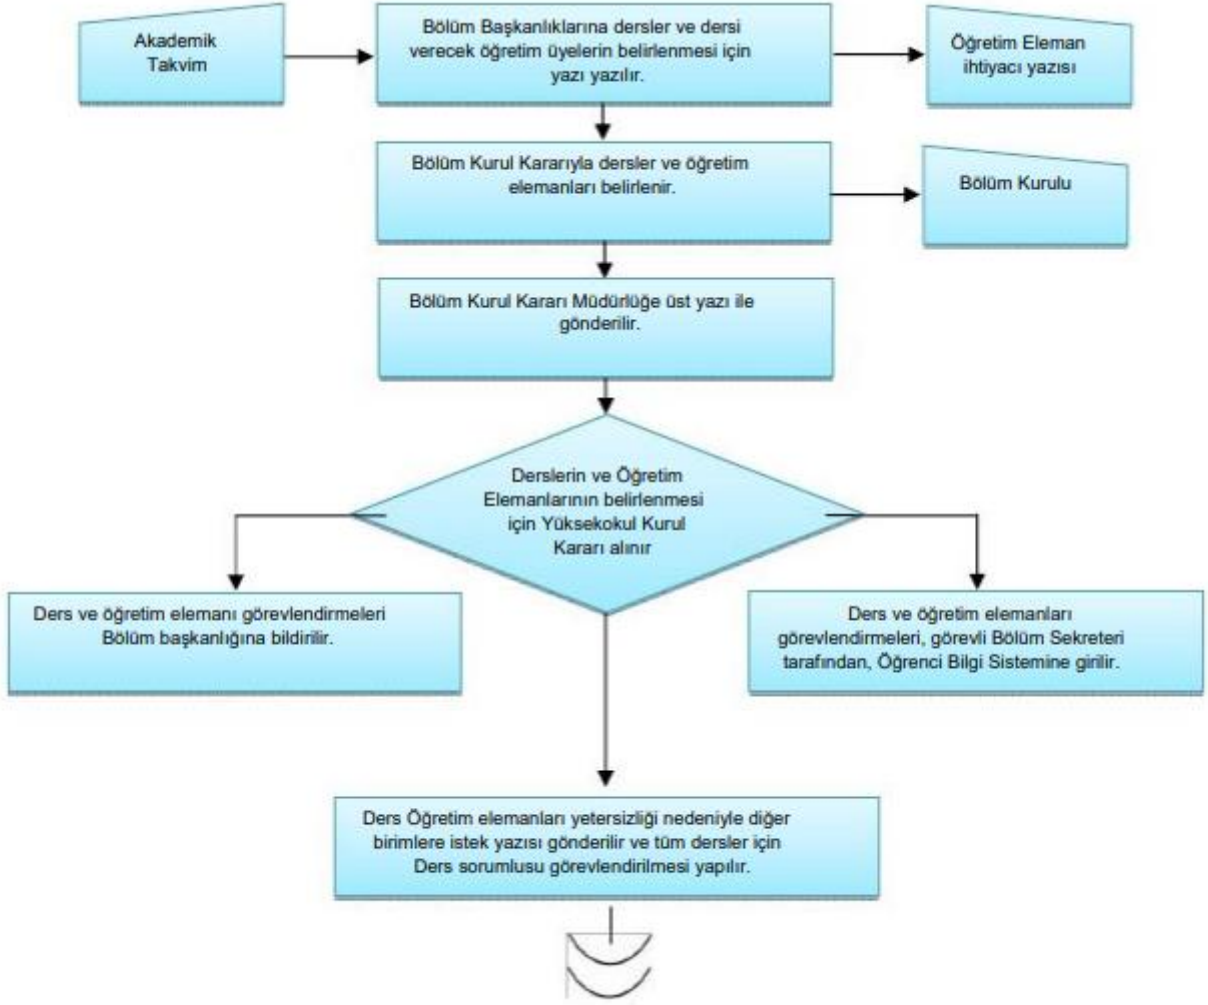 Akademik
Takvim
Bölüm Başkanlıklarına dersler ve dersi
verecek öğretim üyelerin belirlenmesi için
yazı yazılır.
Öğretim Eleman
ihtiyacı yazısı
Bölüm Kurul Kararıyla dersler ve öğretim
elemanları belirlenir.
Bölüm Kurulu
Bölüm Kurul Kararı Müdürlüğe üst yazı ile
gönderilir.
Derslerin ve Öğretim
Elemanlarının belirlenmesi
için Yüksekokul Kurul
Kararı alınır
Ders ve öğretim elemanı görevlendirmeleri
Bölüm başkanlığına bildirilir.
Ders ve öğretim elemanları
görevlendirmeleri, görevli Bölüm Sekreteri
tarafından, Öğrenci Bilgi Sistemine girilir.
Ders Öğretim elemanları yetersizliği nedeniyle diğer
birimlere istek yazısı gönderilir ve tüm dersler için
Ders sorumlusu görevlendirilmesi yapılır.